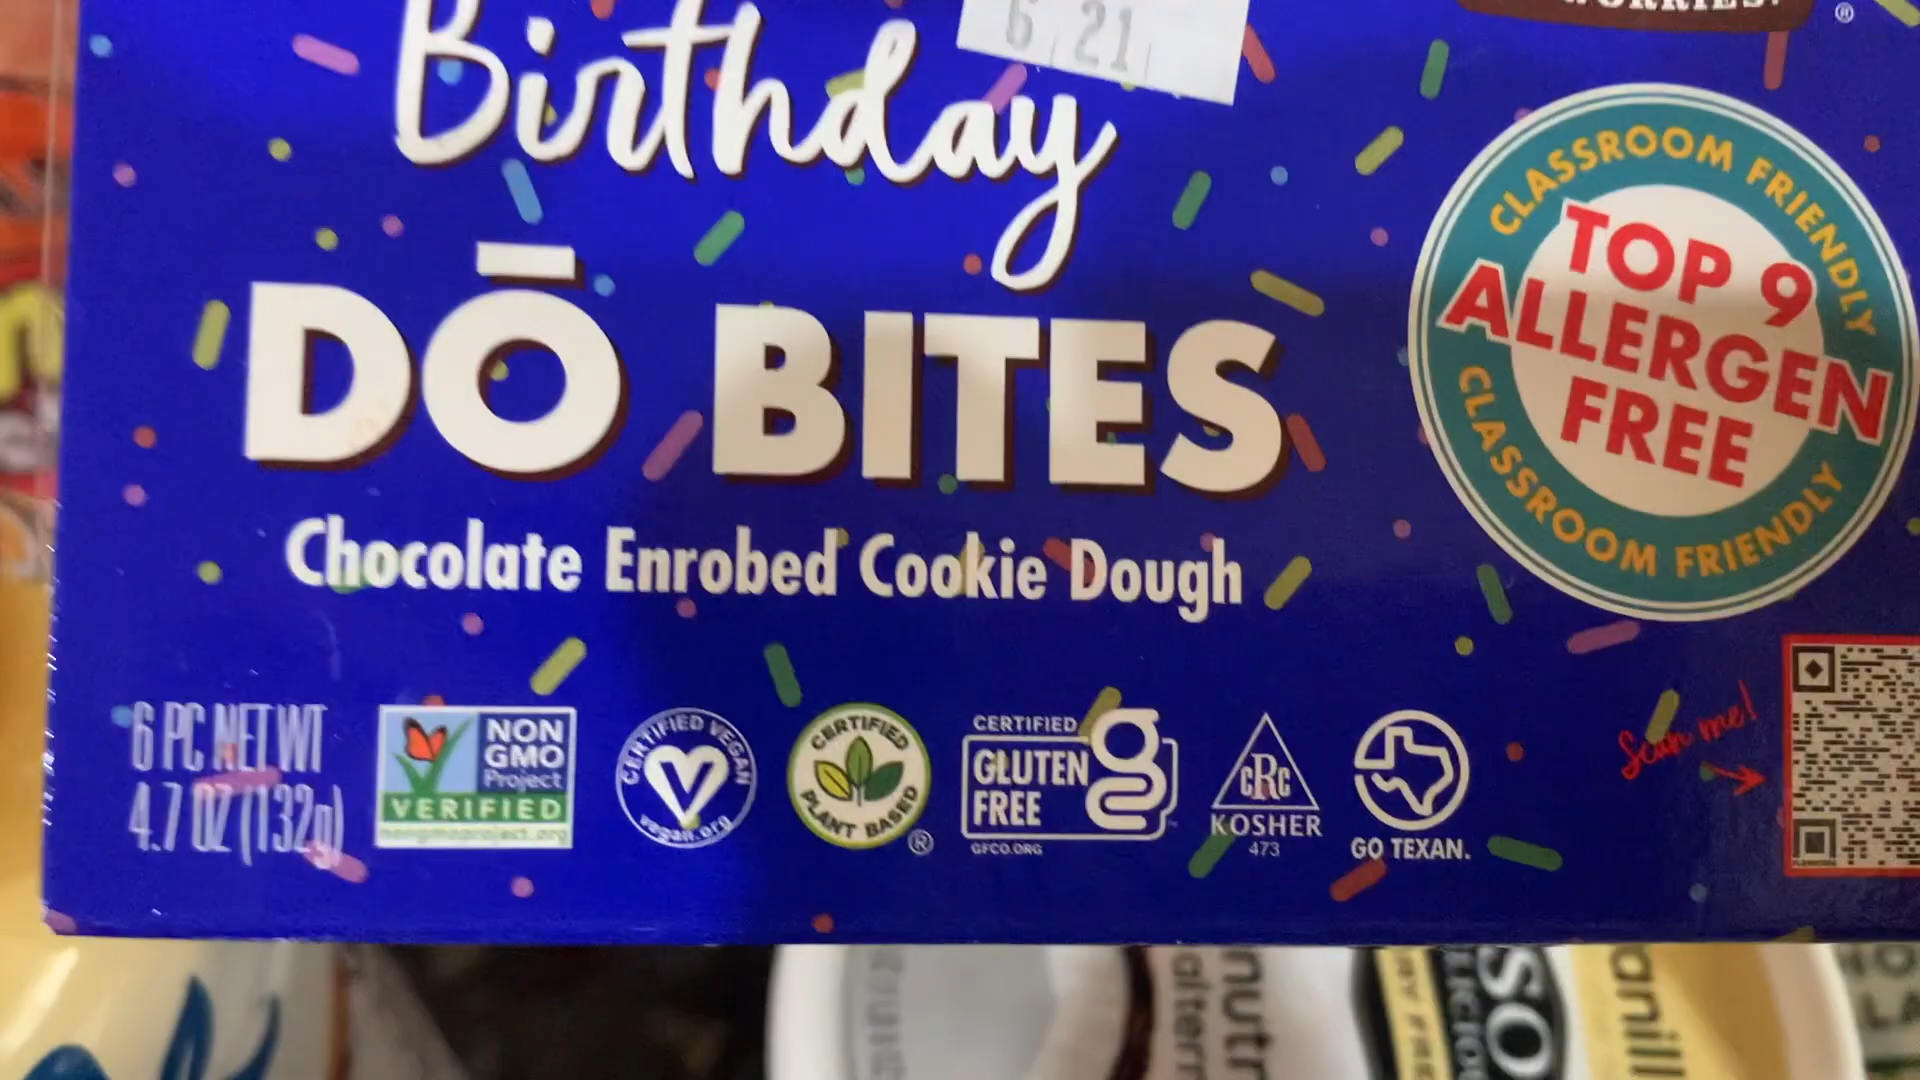 6 21
®
Birthday
DŌ BITES
Chocolate Enrobed Cookie Dough
CLASSROOM FRIENDLY
TOP 9
ALLERGEN
FREE
CLASSROOM FRIENDLY
Scan me!
6 PC NET WT
4.7 OZ (132g)
NON
GMO
Project
VERIFIED
nongmoproject.org
CERTIFIED VEGAN
V
vegan.org
CERTIFIED
PLANT BASED
®
CERTIFIED
GLUTEN
FREE
g
GFCO.ORG
cRc
KOSHER
473
GO TEXAN.